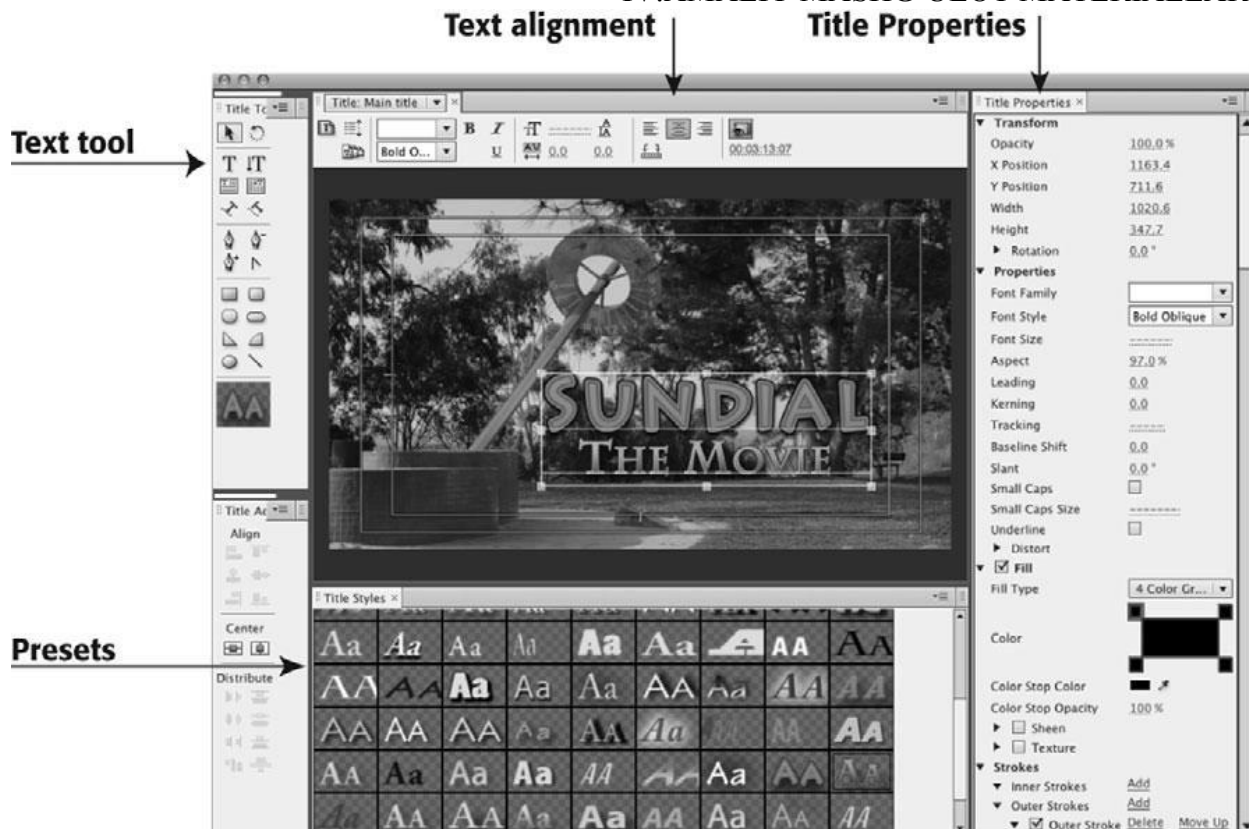 Text alignment
Title Properties
Text tool
Presets
Title: Main title
Bold O...
B I
U
T
0.0 0.0
00:03:13:07
SUNDIAL
THE MOVIE
Align
Center
Distribute
Title Styles
Title Properties
Transform
Opacity 100.0 %
X Position 1163.4
Y Position 711.6
Width 1020.6
Height 347.7
Rotation 0.0 °
Properties
Font Family
Font Style Bold Oblique
Font Size
Aspect 97.0 %
Leading 0.0
Kerning 0.0
Tracking
Baseline Shift 0.0
Slant 0.0 °
Small Caps
Small Caps Size
Underline
Distort
Fill
Fill Type 4 Color Gr...
Color
Color Stop Color
Color Stop Opacity 100 %
Sheen
Texture
Strokes
Inner Strokes Add
Outer Strokes Add
Outer Stroke Delete Move Up